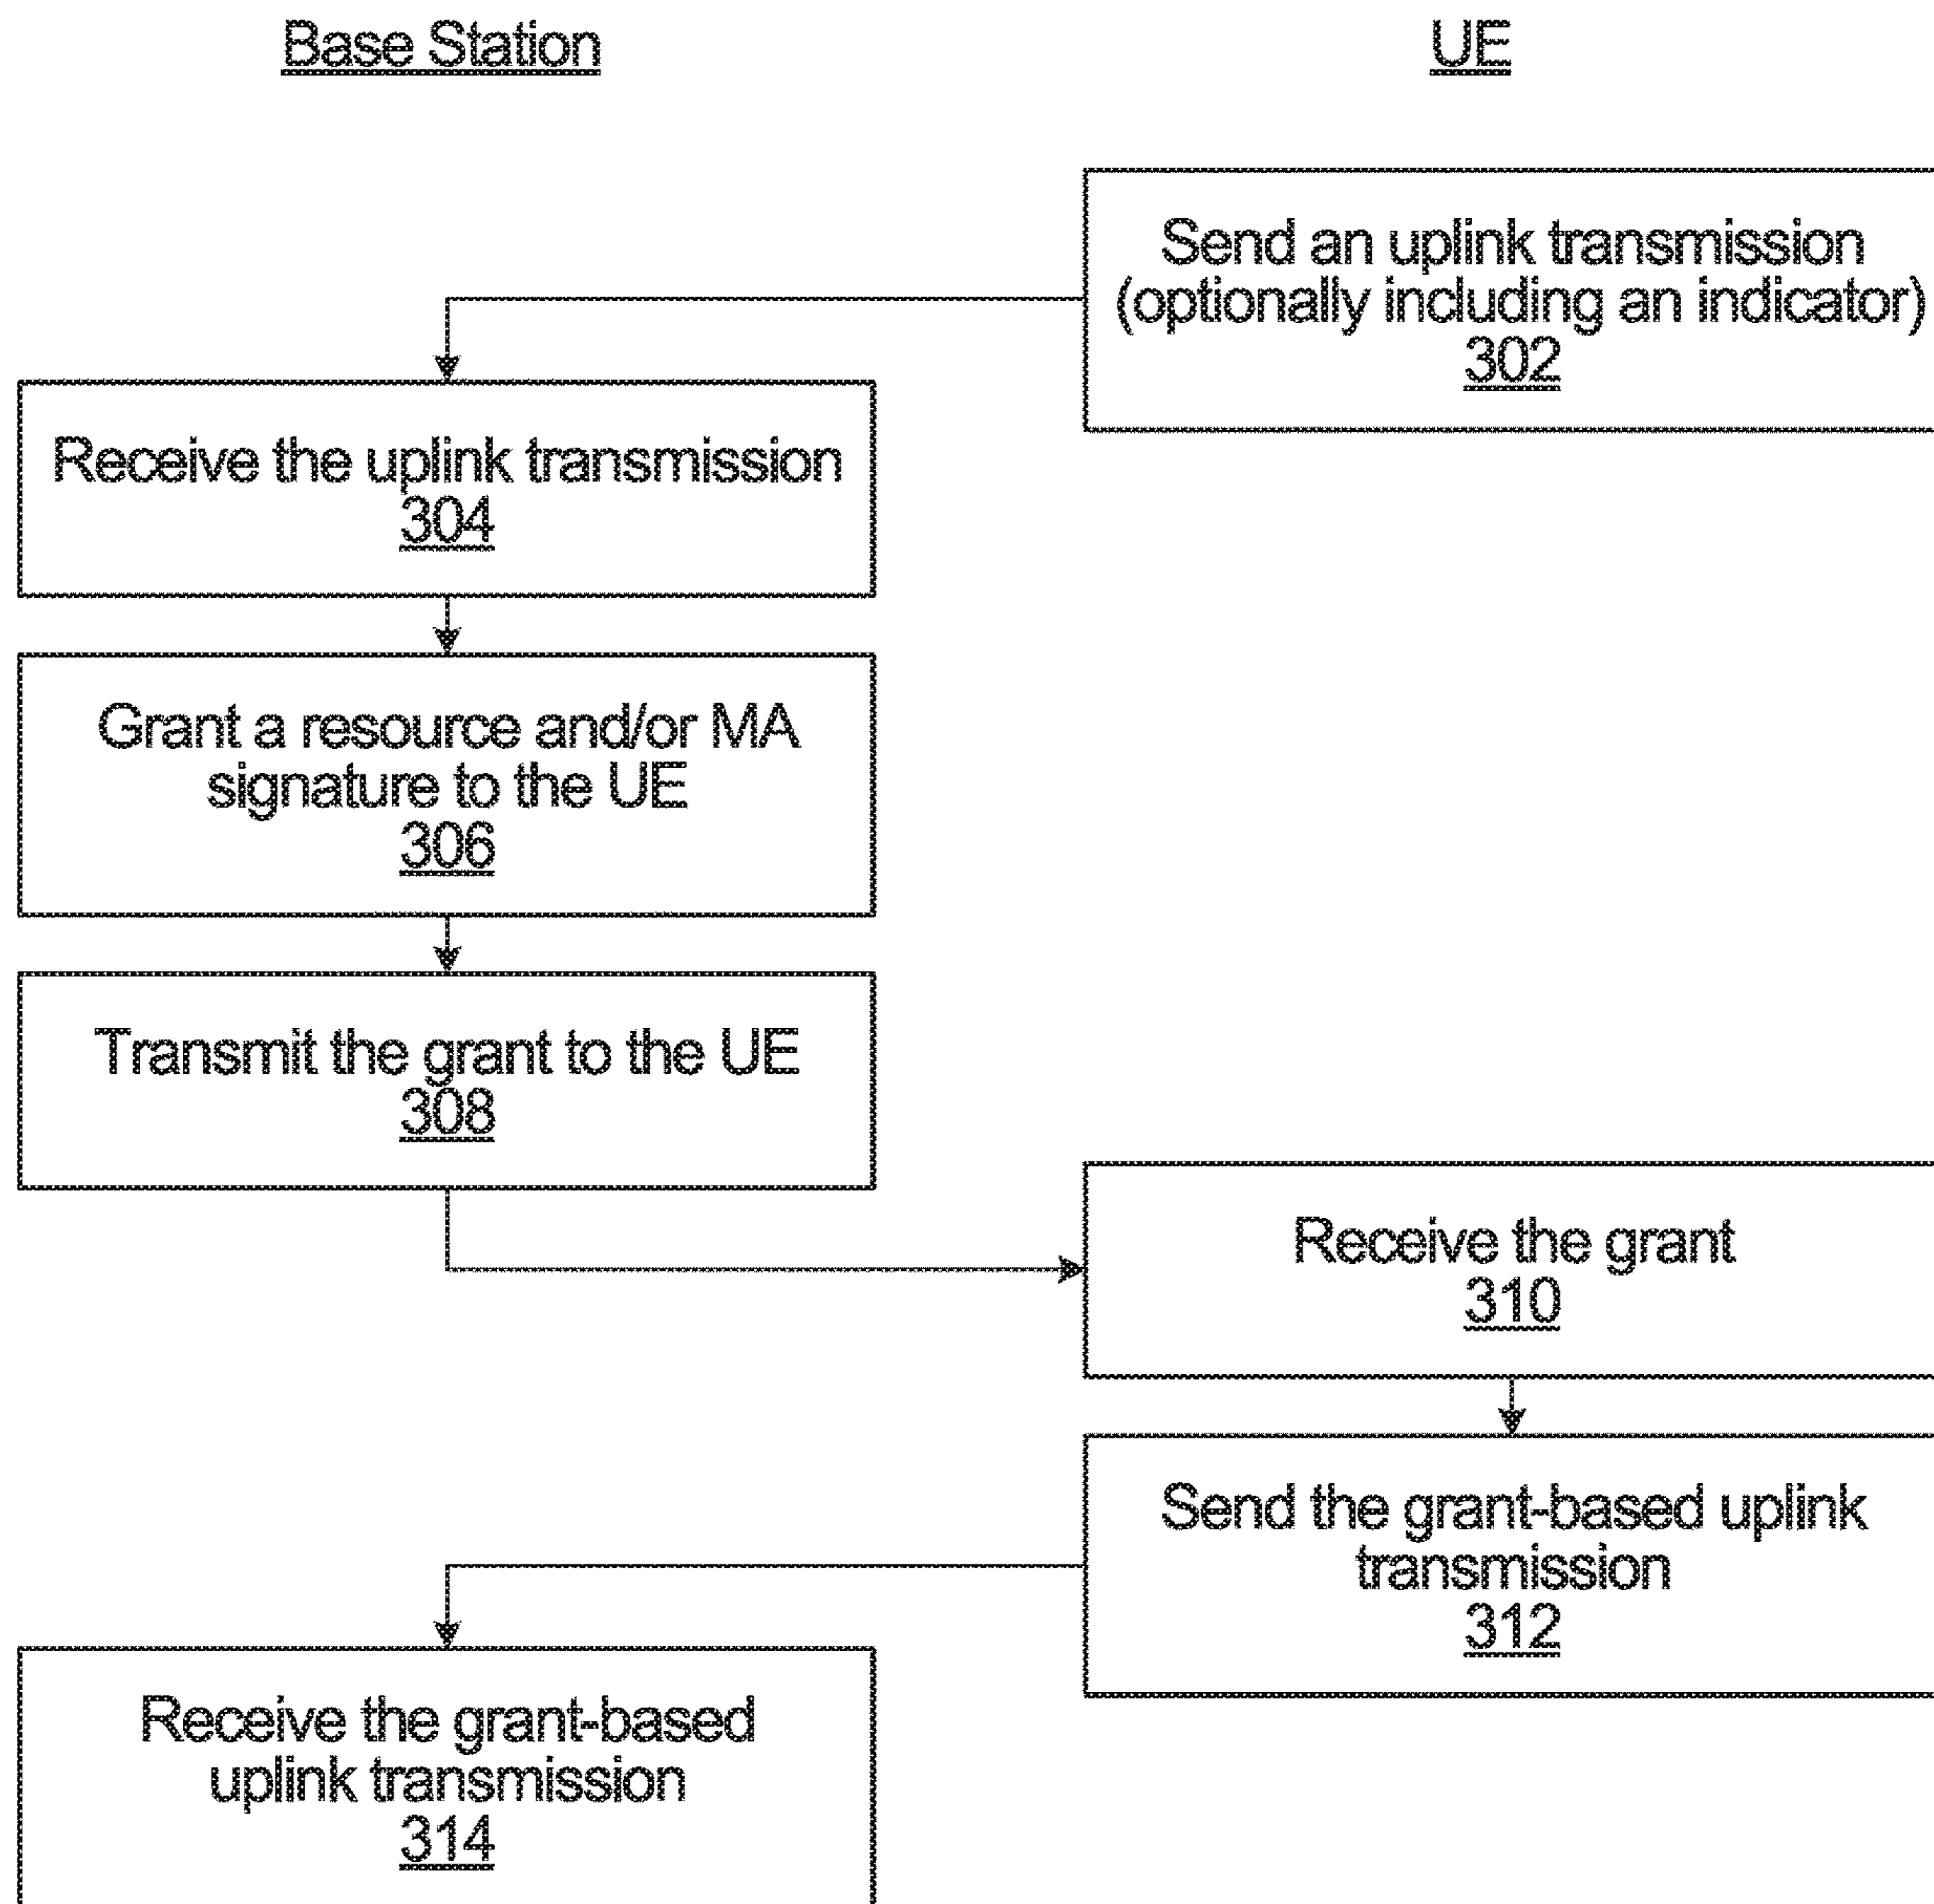 Base Station
UE
Send an uplink transmission
(optionally including an indicator)
302
Receive the uplink transmission
304
Grant a resource and/or MA
signature to the UE
306
Transmit the grant to the UE
308
Receive the grant
310
Send the grant-based uplink
transmission
312
Receive the grant-based
uplink transmission
314